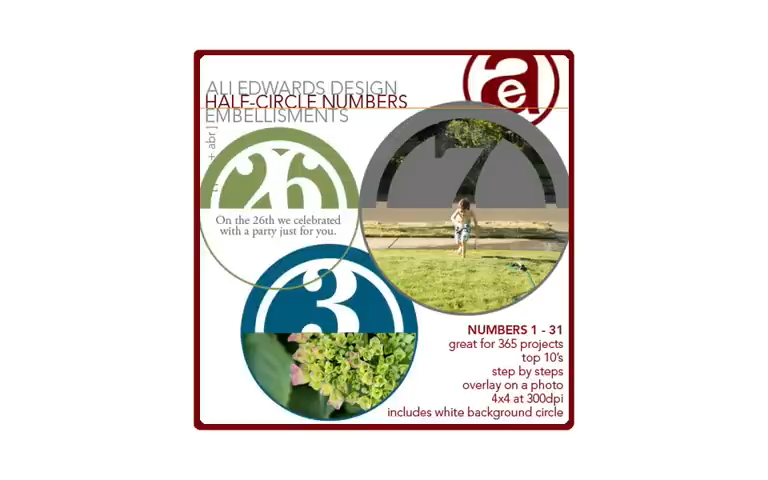 ALI EDWARDS DESIGN
HALF-CIRCLE NUMBERS
EMBELLISMENTS
+ abr ]
ae
26
On the 26th we celebrated
with a party just for you.
7
3
NUMBERS 1 - 31
great for 365 projects
top 10's
step by steps
overlay on a photo
4x4 at 300dpi
includes white background circle